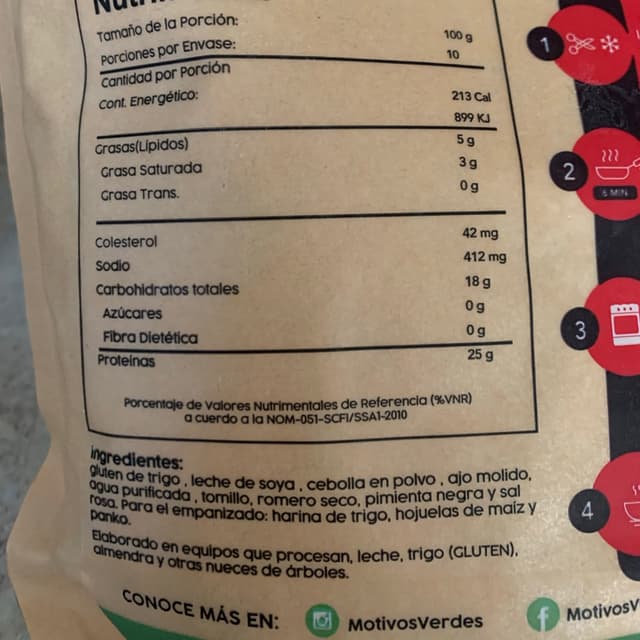 Tamaño de la Porción: 100 g
Porciones por Envase: 10
Cantidad por Porción
Cont. Energético: 213 Cal
899 KJ
Grasas(Lípidos) 5 g
Grasa Saturada 3 g
Grasa Trans. 0 g
Colesterol 42 mg
Sodio 412 mg
Carbohidratos totales 18 g
Azúcares 0 g
Fibra Dietética 0 g
Proteinas 25 g
Porcentaje de Valores Nutrimentales de Referencia (%VNR)
a cuerdo a la NOM-051-SCFI/SSA1-2010
Ingredientes:
gluten de trigo , leche de soya , cebolla en polvo , ajo molido,
agua purificada , tomillo, romero seco, pimienta negra y sal
rosa. Para el empanizado: harina de trigo, hojuelas de maiz y
panko.
Elaborado en equipos que procesan, leche, trigo (GLUTEN),
almendra y otras nueces de árboles.
CONOCE MÁS EN: MotivosVerdes f MotivosV
1
2
5 MIN
3
4